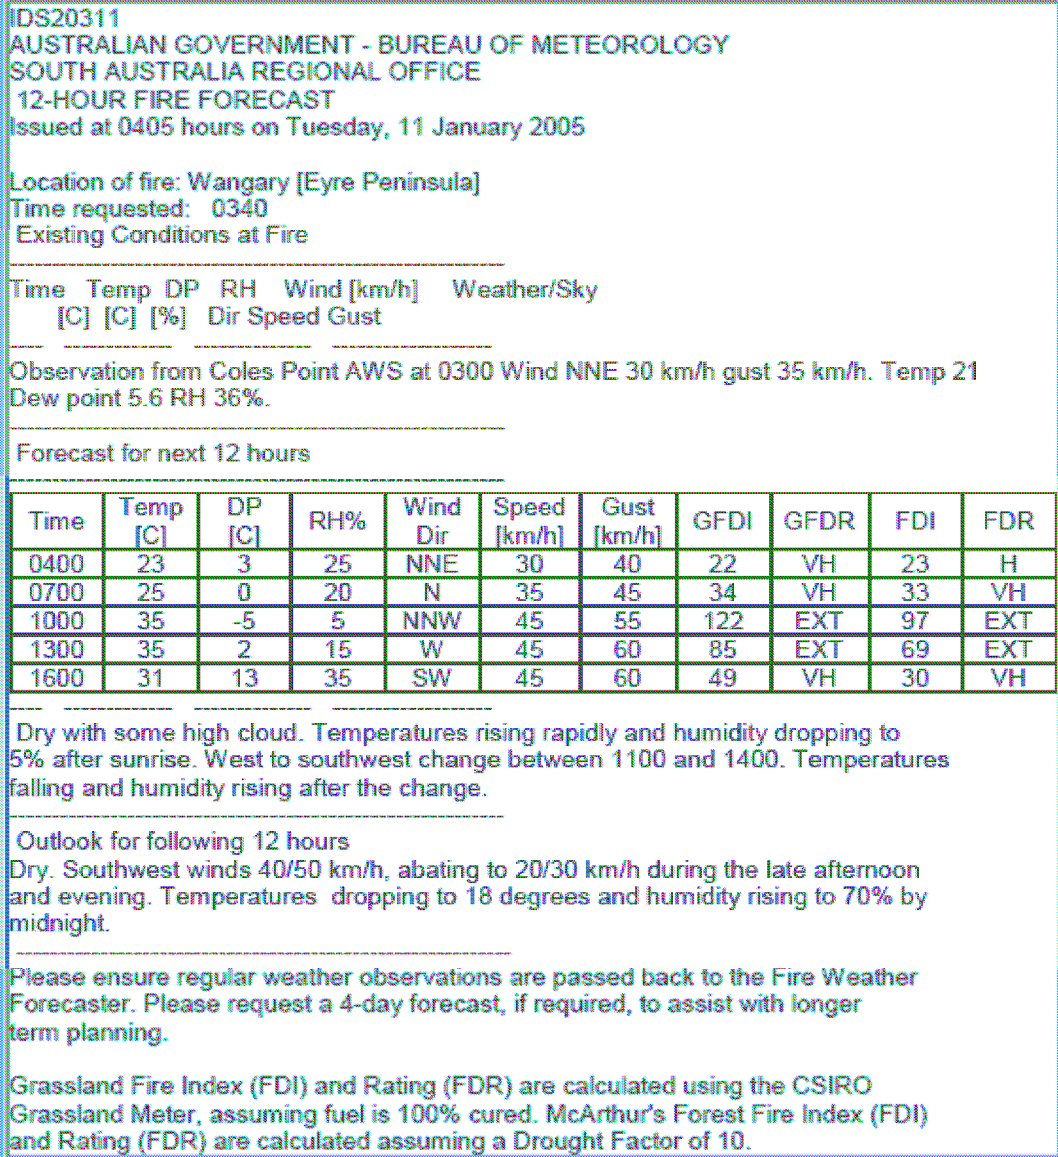 IDS20311
AUSTRALIAN GOVERNMENT - BUREAU OF METEOROLOGY
SOUTH AUSTRALIA REGIONAL OFFICE
12-HOUR FIRE FORECAST
Issued at 0405 hours on Tuesday, 11 January 2005
Location of fire: Wangary [Eyre Peninsula]
Time requested: 0340
Existing Conditions at Fire
Time Temp DP RH Wind [km/h] Weather/Sky
[C] [C] [%] Dir Speed Gust
Observation from Coles Point AWS at 0300 Wind NNE 30 km/h gust 35 km/h. Temp 21
Dew point 5.6 RH 36%.
Forecast for next 12 hours
Time Temp [C] DP [C] RH% Wind Dir Speed [km/h] Gust [km/h] GFDI GFDR FDI FDR
0400 23 3 25 NNE 30 40 22 VH 23 H
0700 25 0 20 N 35 45 34 VH 33 VH
1000 35 -5 5 NNW 45 55 122 EXT 97 EXT
1300 35 2 15 W 45 60 85 EXT 69 EXT
1600 31 13 35 SW 45 60 49 VH 30 VH
Dry with some high cloud. Temperatures rising rapidly and humidity dropping to
5% after sunrise. West to southwest change between 1100 and 1400. Temperatures
falling and humidity rising after the change.
Outlook for following 12 hours
Dry. Southwest winds 40/50 km/h, abating to 20/30 km/h during the late afternoon
and evening. Temperatures dropping to 18 degrees and humidity rising to 70% by
midnight.
Please ensure regular weather observations are passed back to the Fire Weather
Forecaster. Please request a 4-day forecast, if required, to assist with longer
term planning.
Grassland Fire Index (FDI) and Rating (FDR) are calculated using the CSIRO
Grassland Meter, assuming fuel is 100% cured. McArthur's Forest Fire Index (FDI)
and Rating (FDR) are calculated assuming a Drought Factor of 10.